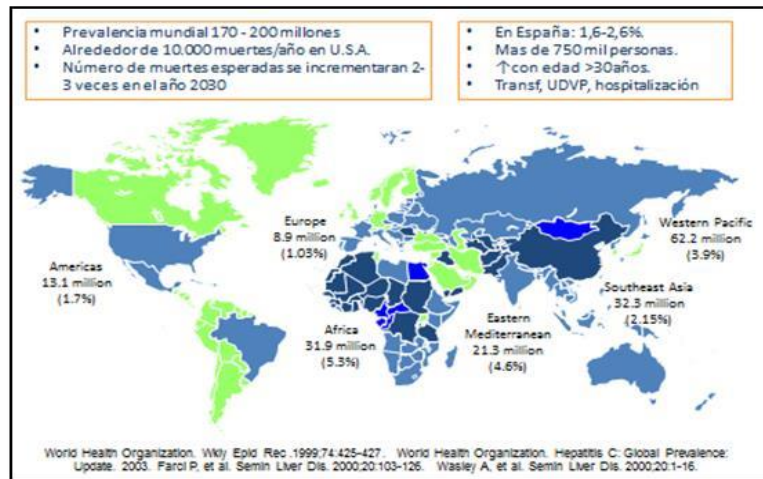 • Prevalencia mundial 170 - 200 millones
• Alrededor de 10.000 muertes/año en U.S.A.
• Número de muertes esperadas se incrementaran 2-
3 veces en el año 2030
• En España: 1,6-2,6%.
• Mas de 750 mil personas.
• ↑con edad >30años.
• Transf, UDVP, hospitalización
Europe
8.9 million
(1.03%)
Western Pacific
62.2 million
(3.9%)
Americas
13.1 million
(1.7%)
Southeast Asia
32.3 million
(2.15%)
Africa
31.9 million
(5.3%)
Eastern
Mediterranean
21.3 million
(4.6%)
World Health Organization. Wkly Epid Rec .1999;74:425-427. World Health Organization. Hepatitis C: Global Prevalence:
Update. 2003. Farci P, et al. Semin Liver Dis. 2000;20:103-126. Wasley A, et al. Semin Liver Dis. 2000;20:1-16.